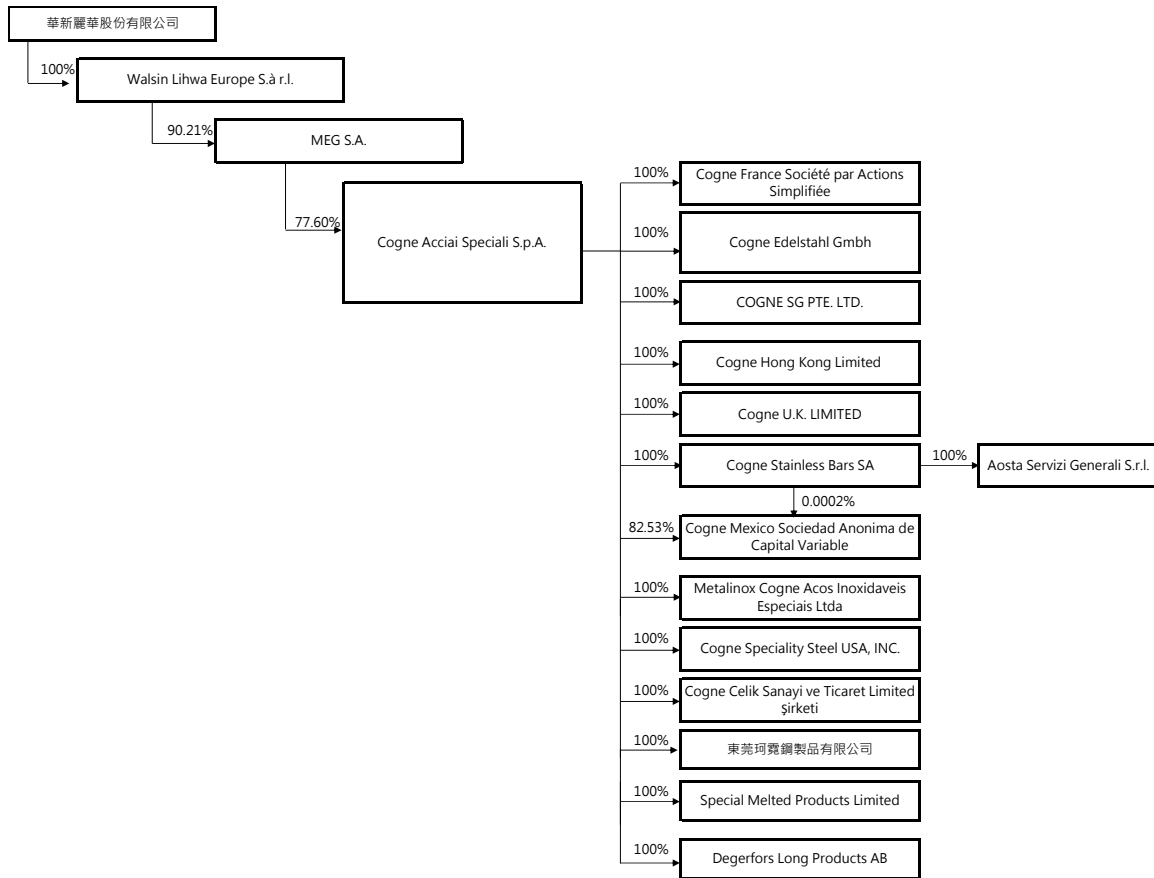 華新麗華股份有限公司
100%
Walsin Lihwa Europe S.à r.l.
90.21%
MEG S.A.
77.60%
Cogne Acciai Speciali S.p.A.
100%
Cogne France Société par Actions
Simplifiée
100%
Cogne Edelstahl Gmbh
100%
COGNE SG PTE. LTD.
100%
Cogne Hong Kong Limited
100%
Cogne U.K. LIMITED
100%
Cogne Stainless Bars SA
100%
Aosta Servizi Generali S.r.l.
0.0002%
82.53%
Cogne Mexico Sociedad Anonima de
Capital Variable
100%
Metalinox Cogne Acos Inoxidaveis
Especiais Ltda
100%
Cogne Speciality Steel USA, INC.
100%
Cogne Celik Sanayi ve Ticaret Limited
Şirketi
100%
東莞珂霓鋼製品有限公司
100%
Special Melted Products Limited
100%
Degerfors Long Products AB